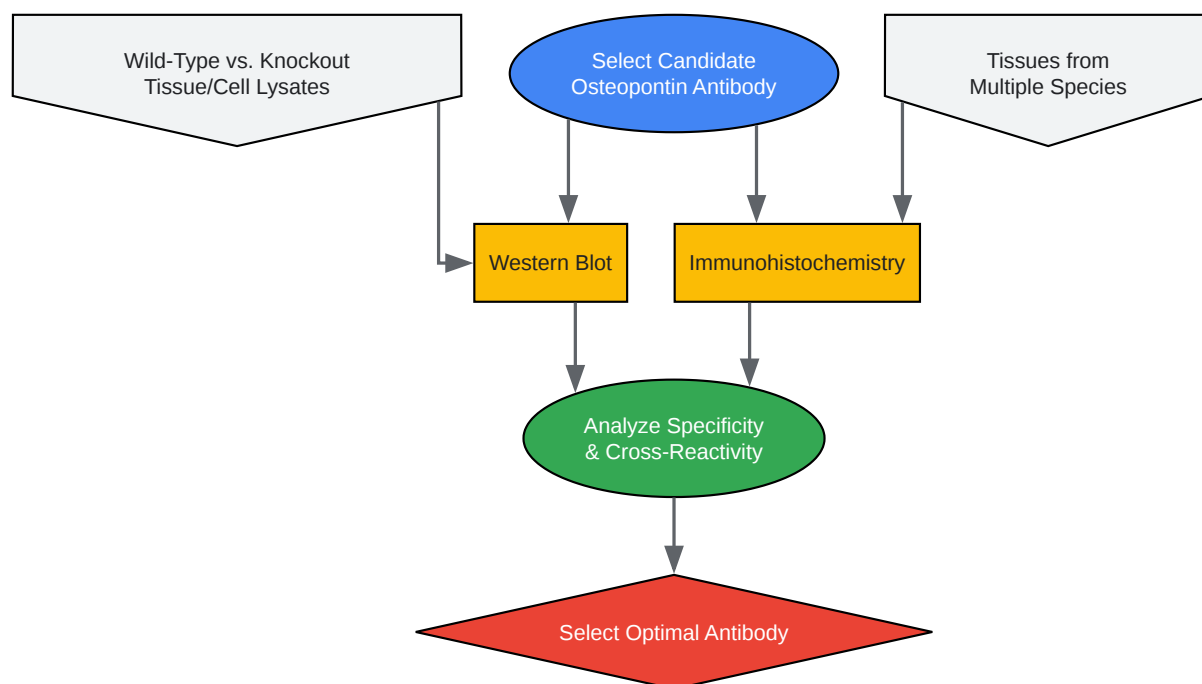 Wild-Type vs. Knockout
Tissue/Cell Lysates
Select Candidate
Osteopontin Antibody
Tissues from
Multiple Species
Western Blot
Immunohistochemistry
Analyze Specificity
& Cross-Reactivity
Select Optimal Antibody